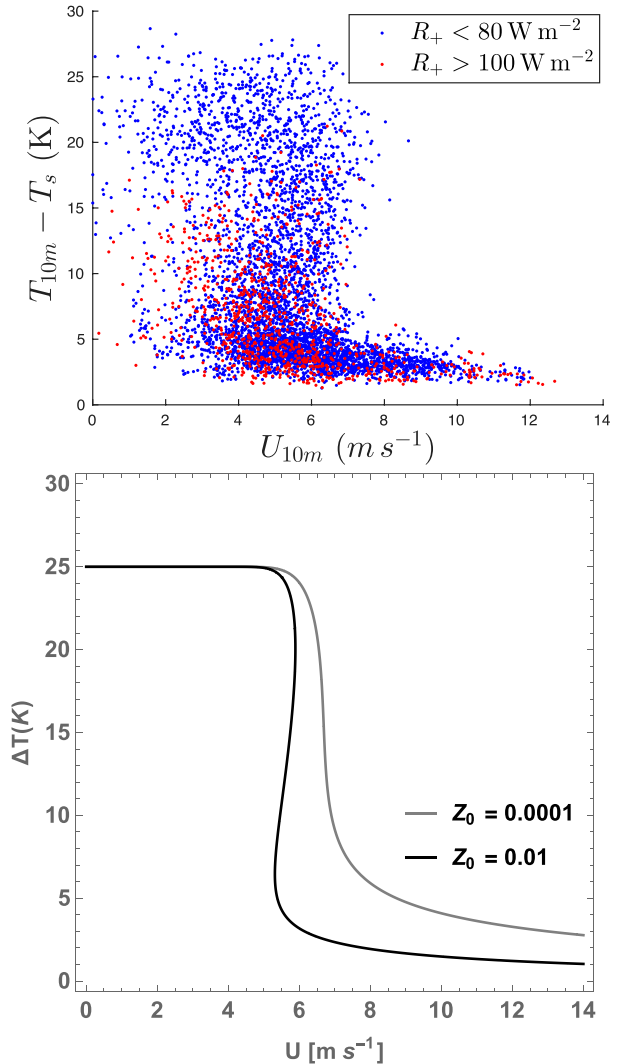 30
25
20
15
10
5
0
T₁₀ₘ − Tₛ (K)
R₊ < 80 W m⁻²
R₊ > 100 W m⁻²
0 2 4 6 8 10 12 14
U₁₀ₘ (m s⁻¹)
30
25
20
15
10
5
0
ΔT(K)
Z₀ = 0.0001
Z₀ = 0.01
0 2 4 6 8 10 12 14
U [m s⁻¹]